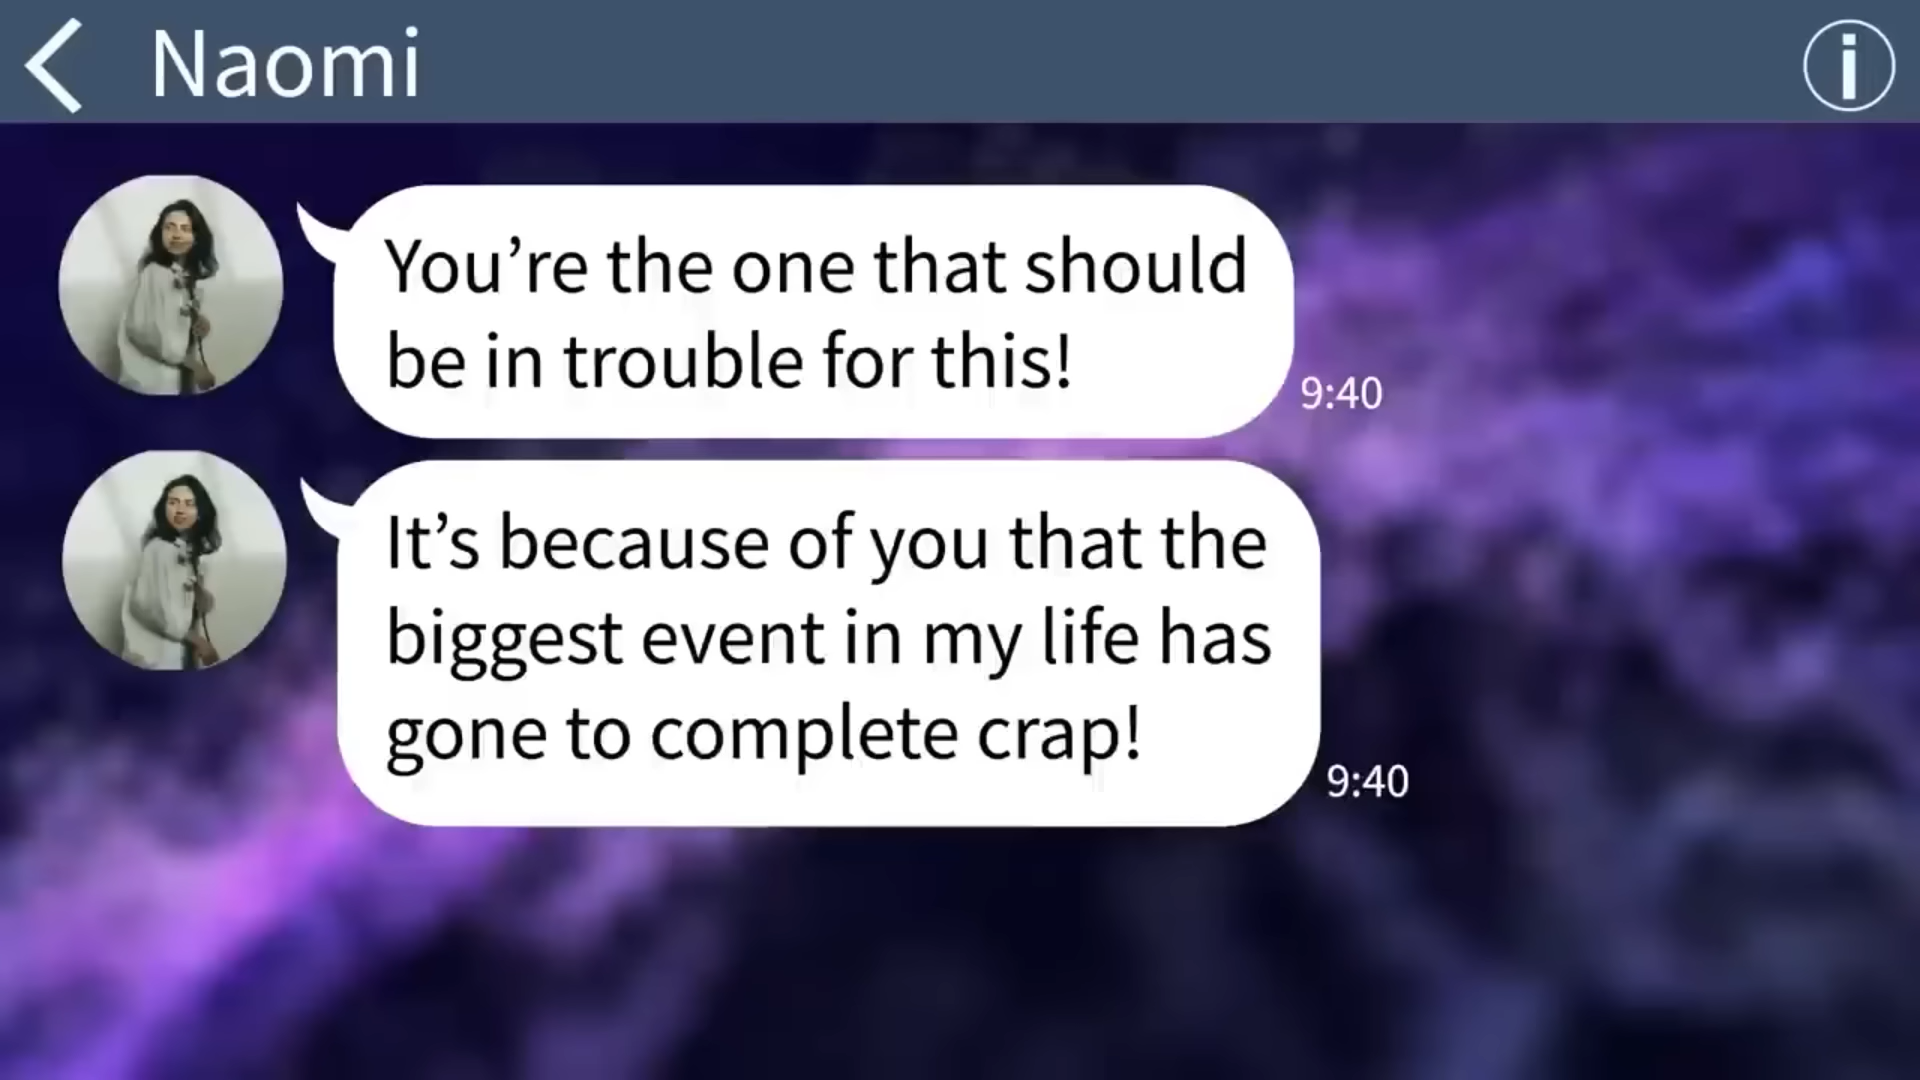 Naomi
You’re the one that should
be in trouble for this!
9:40
It’s because of you that the
biggest event in my life has
gone to complete crap!
9:40